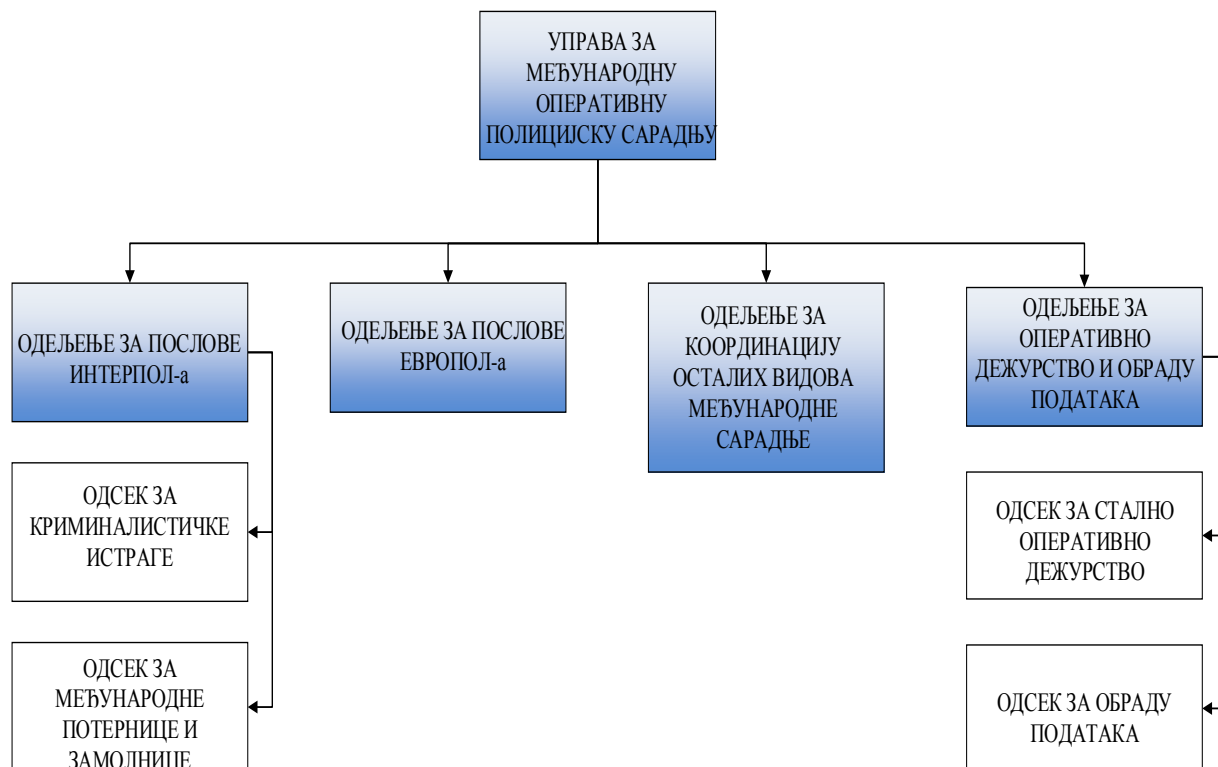 УПРАВА ЗА
МЕЂУНАРОДНУ
ОПЕРАТИВНУ
ПОЛИЦИЈСКУ САРАДЊУ
ОДЕЉЕЊЕ ЗА ПОСЛОВЕ
ИНТЕРПОЛ-а
ОДЕЉЕЊЕ ЗА ПОСЛОВЕ
ЕВРОПОЛ-а
ОДЕЉЕЊЕ ЗА
КООРДИНАЦИЈУ
ОСТАЛИХ ВИДОВА
МЕЂУНАРОДНЕ
САРАДЊЕ
ОДЕЉЕЊЕ ЗА
ОПЕРАТИВНО
ДЕЖУРСТВО И ОБРАДУ
ПОДАТАКА
ОДСЕК ЗА
КРИМИНАЛИСТИЧКЕ
ИСТРАГЕ
ОДСЕК ЗА СТАЛНО
ОПЕРАТИВНО
ДЕЖУРСТВО
ОДСЕК ЗА
МЕЂУНАРОДНЕ
ПОТЕРНИЦЕ И
ЗАМОЛНИЦЕ
ОДСЕК ЗА ОБРАДУ
ПОДАТАКА